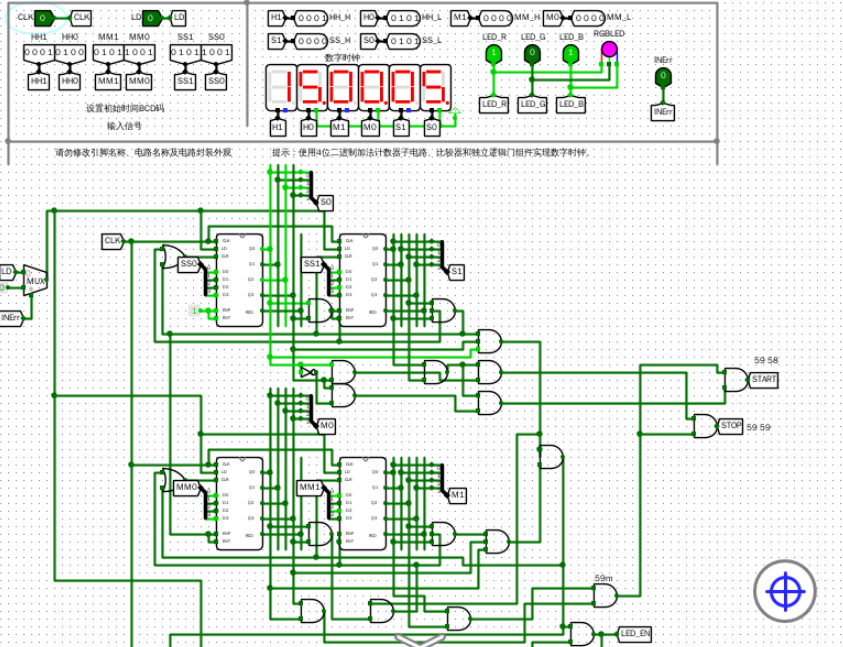 CLK 0 CLK LD 0 LD
HH1 HH0 MM1 MM0 SS1 SS0
0001 0100 0101 1001 0101 1000
HH1 HH0 MM1 MM0 SS1 SS0
设置初始时间BCD码
输入信号
H1 0001 HH_H H0 0101 HH_L M1 0000 MM_H M0 0000 MM_L
S1 0000 SS_H S0 0101 SS_L
数字时钟
15.00.05.
H1 H0 M1 M0 S1 S0
LED_R LED_G LED_B RGBLED
1 0 1
LED_R LED_G LED_B
INErr
0
INErr
请勿修改引脚名称、电路名称及电路封装外观
提示:使用4位二进制加法计数器子电路、比较器和独立逻辑门组件实现数字时钟。
S0
CLK
SS0 SS1 S1
LD
MUX
INErr
1
59 58
START
STOP 59 59
M0
MM0 MM1 M1
59m
LED_EN